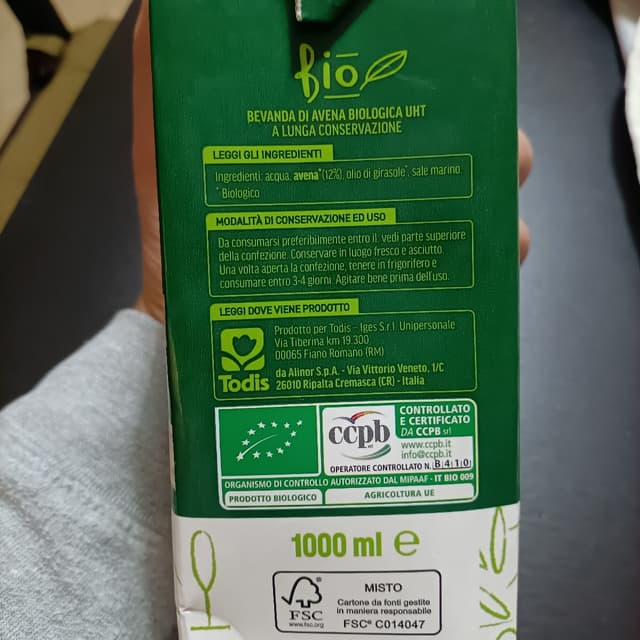 biō
BEVANDA DI AVENA BIOLOGICA UHT
A LUNGA CONSERVAZIONE
LEGGI GLI INGREDIENTI
Ingredienti: acqua, avena*(12%), olio di girasole*, sale marino.
* Biologico
MODALITÀ DI CONSERVAZIONE ED USO
Da consumarsi preferibilmente entro il: vedi parte superiore
della confezione. Conservare in luogo fresco e asciutto.
Una volta aperta la confezione, tenere in frigorifero e
consumare entro 3-4 giorni. Agitare bene prima dell'uso.
LEGGI DOVE VIENE PRODOTTO
Prodotto per Todis – Iges S.r.l. Unipersonale
Via Tiberina km 19.300
00065 Fiano Romano (RM)
da Alinor S.p.A. - Via Vittorio Veneto, 1/C
26010 Ripalta Cremasca (CR) - Italia
Todis
ccpb
srl
CONTROLLATO
E CERTIFICATO
DA CCPB srl
www.ccpb.it
info@ccpb.it
OPERATORE CONTROLLATO N. B410
ORGANISMO DI CONTROLLO AUTORIZZATO DAL MIPAAF - IT BIO 009
PRODOTTO BIOLOGICO
AGRICOLTURA UE
1000 ml e
FSC
www.fsc.org
MISTO
Cartone da fonti gestite
in maniera responsabile
FSC® C014047